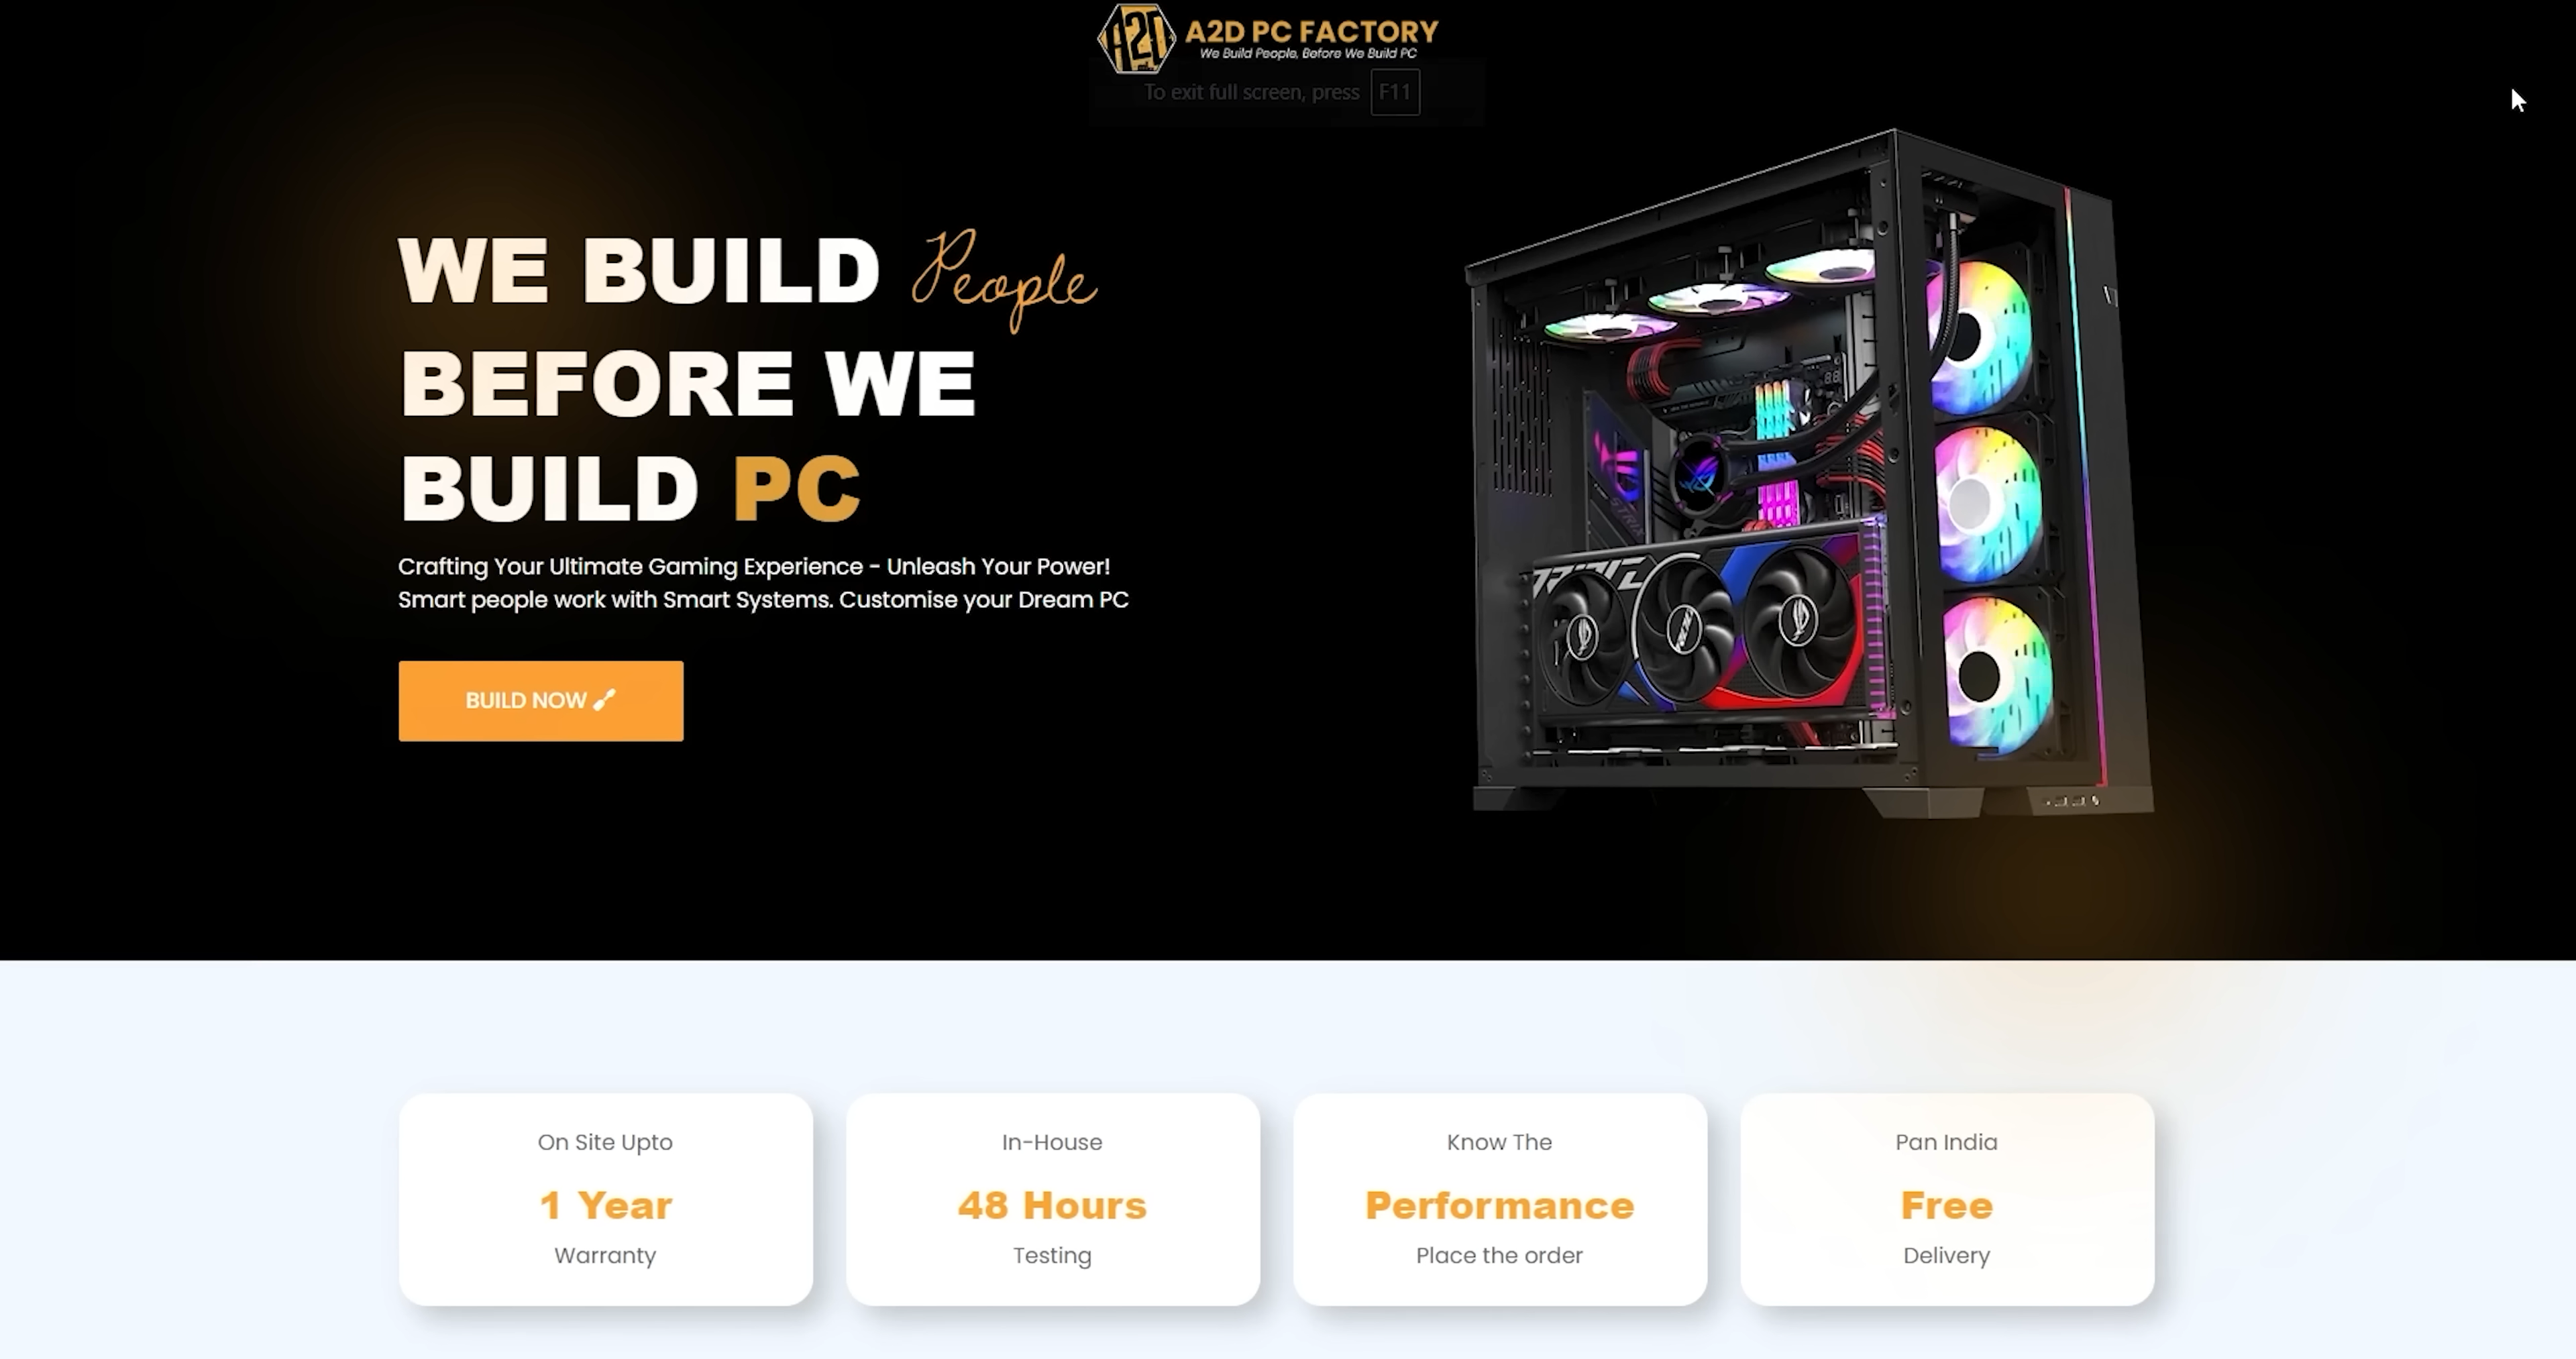 A2D
A2D PC FACTORY
We Build People, Before We Build PC
To exit full screen, press F11
WE BUILD People
BEFORE WE
BUILD PC
Crafting Your Ultimate Gaming Experience - Unleash Your Power!
Smart people work with Smart Systems. Customise your Dream PC
BUILD NOW
On Site Upto
1 Year
Warranty
In-House
48 Hours
Testing
Know The
Performance
Place the order
Pan India
Free
Delivery